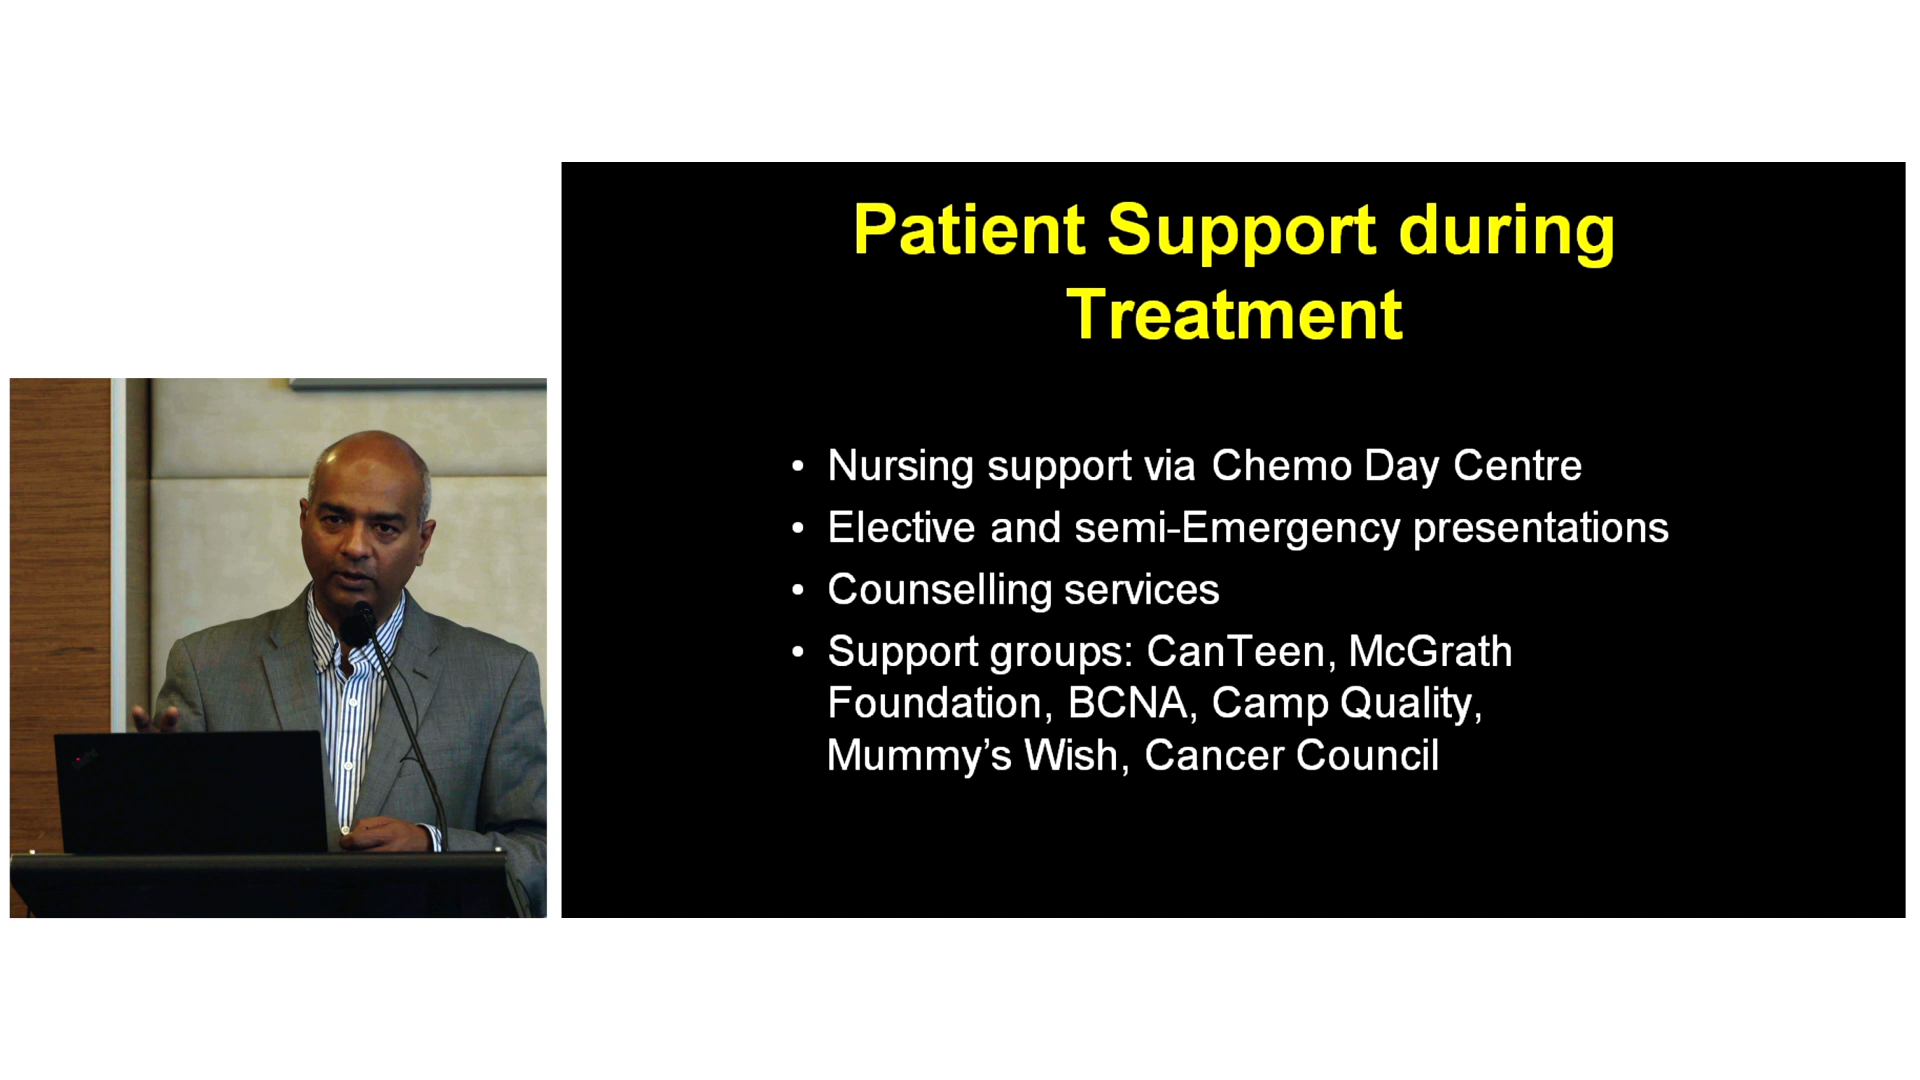 Patient Support during
Treatment
• Nursing support via Chemo Day Centre
• Elective and semi-Emergency presentations
• Counselling services
• Support groups: CanTeen, McGrath
Foundation, BCNA, Camp Quality,
Mummy’s Wish, Cancer Council